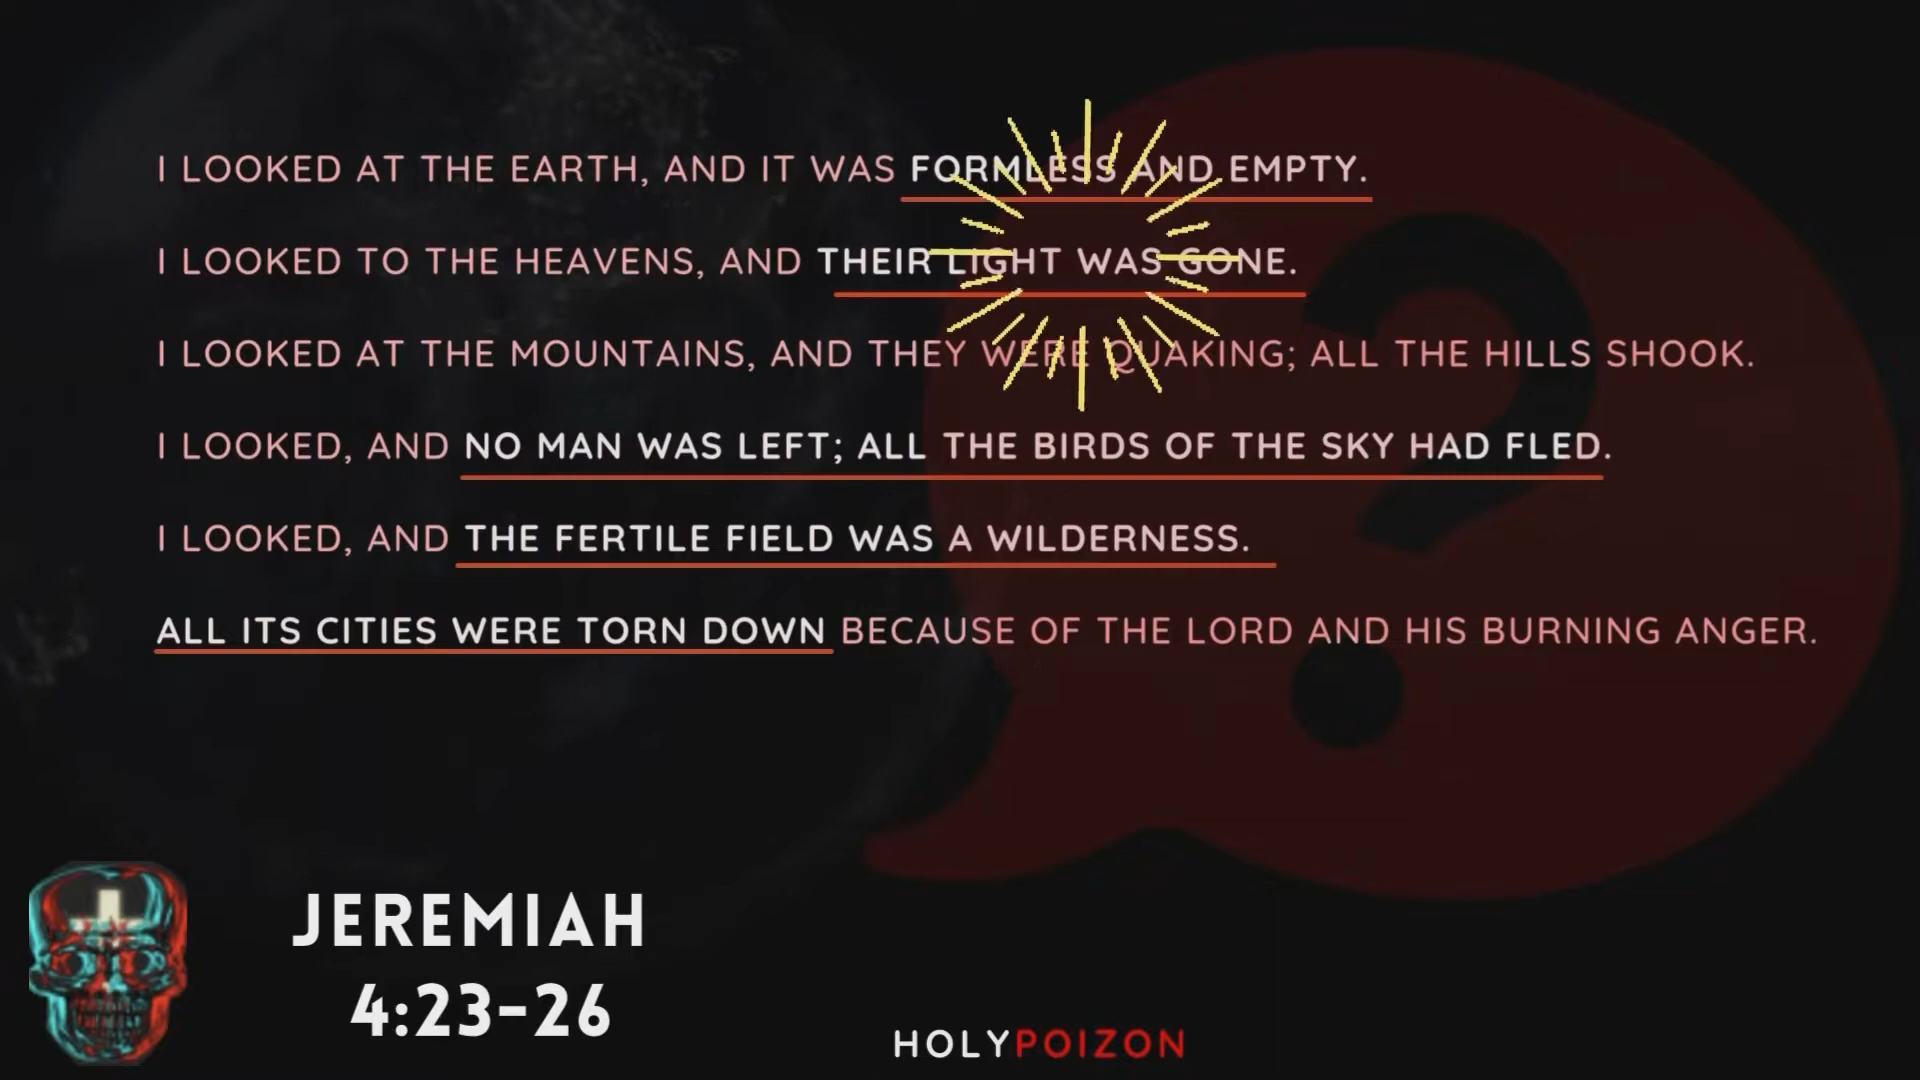 I LOOKED AT THE EARTH, AND IT WAS FORMLESS AND EMPTY.
I LOOKED TO THE HEAVENS, AND THEIR LIGHT WAS GONE.
I LOOKED AT THE MOUNTAINS, AND THEY WERE QUAKING; ALL THE HILLS SHOOK.
I LOOKED, AND NO MAN WAS LEFT; ALL THE BIRDS OF THE SKY HAD FLED.
I LOOKED, AND THE FERTILE FIELD WAS A WILDERNESS.
ALL ITS CITIES WERE TORN DOWN BECAUSE OF THE LORD AND HIS BURNING ANGER.
JEREMIAH
4:23-26
HOLYPOIZON